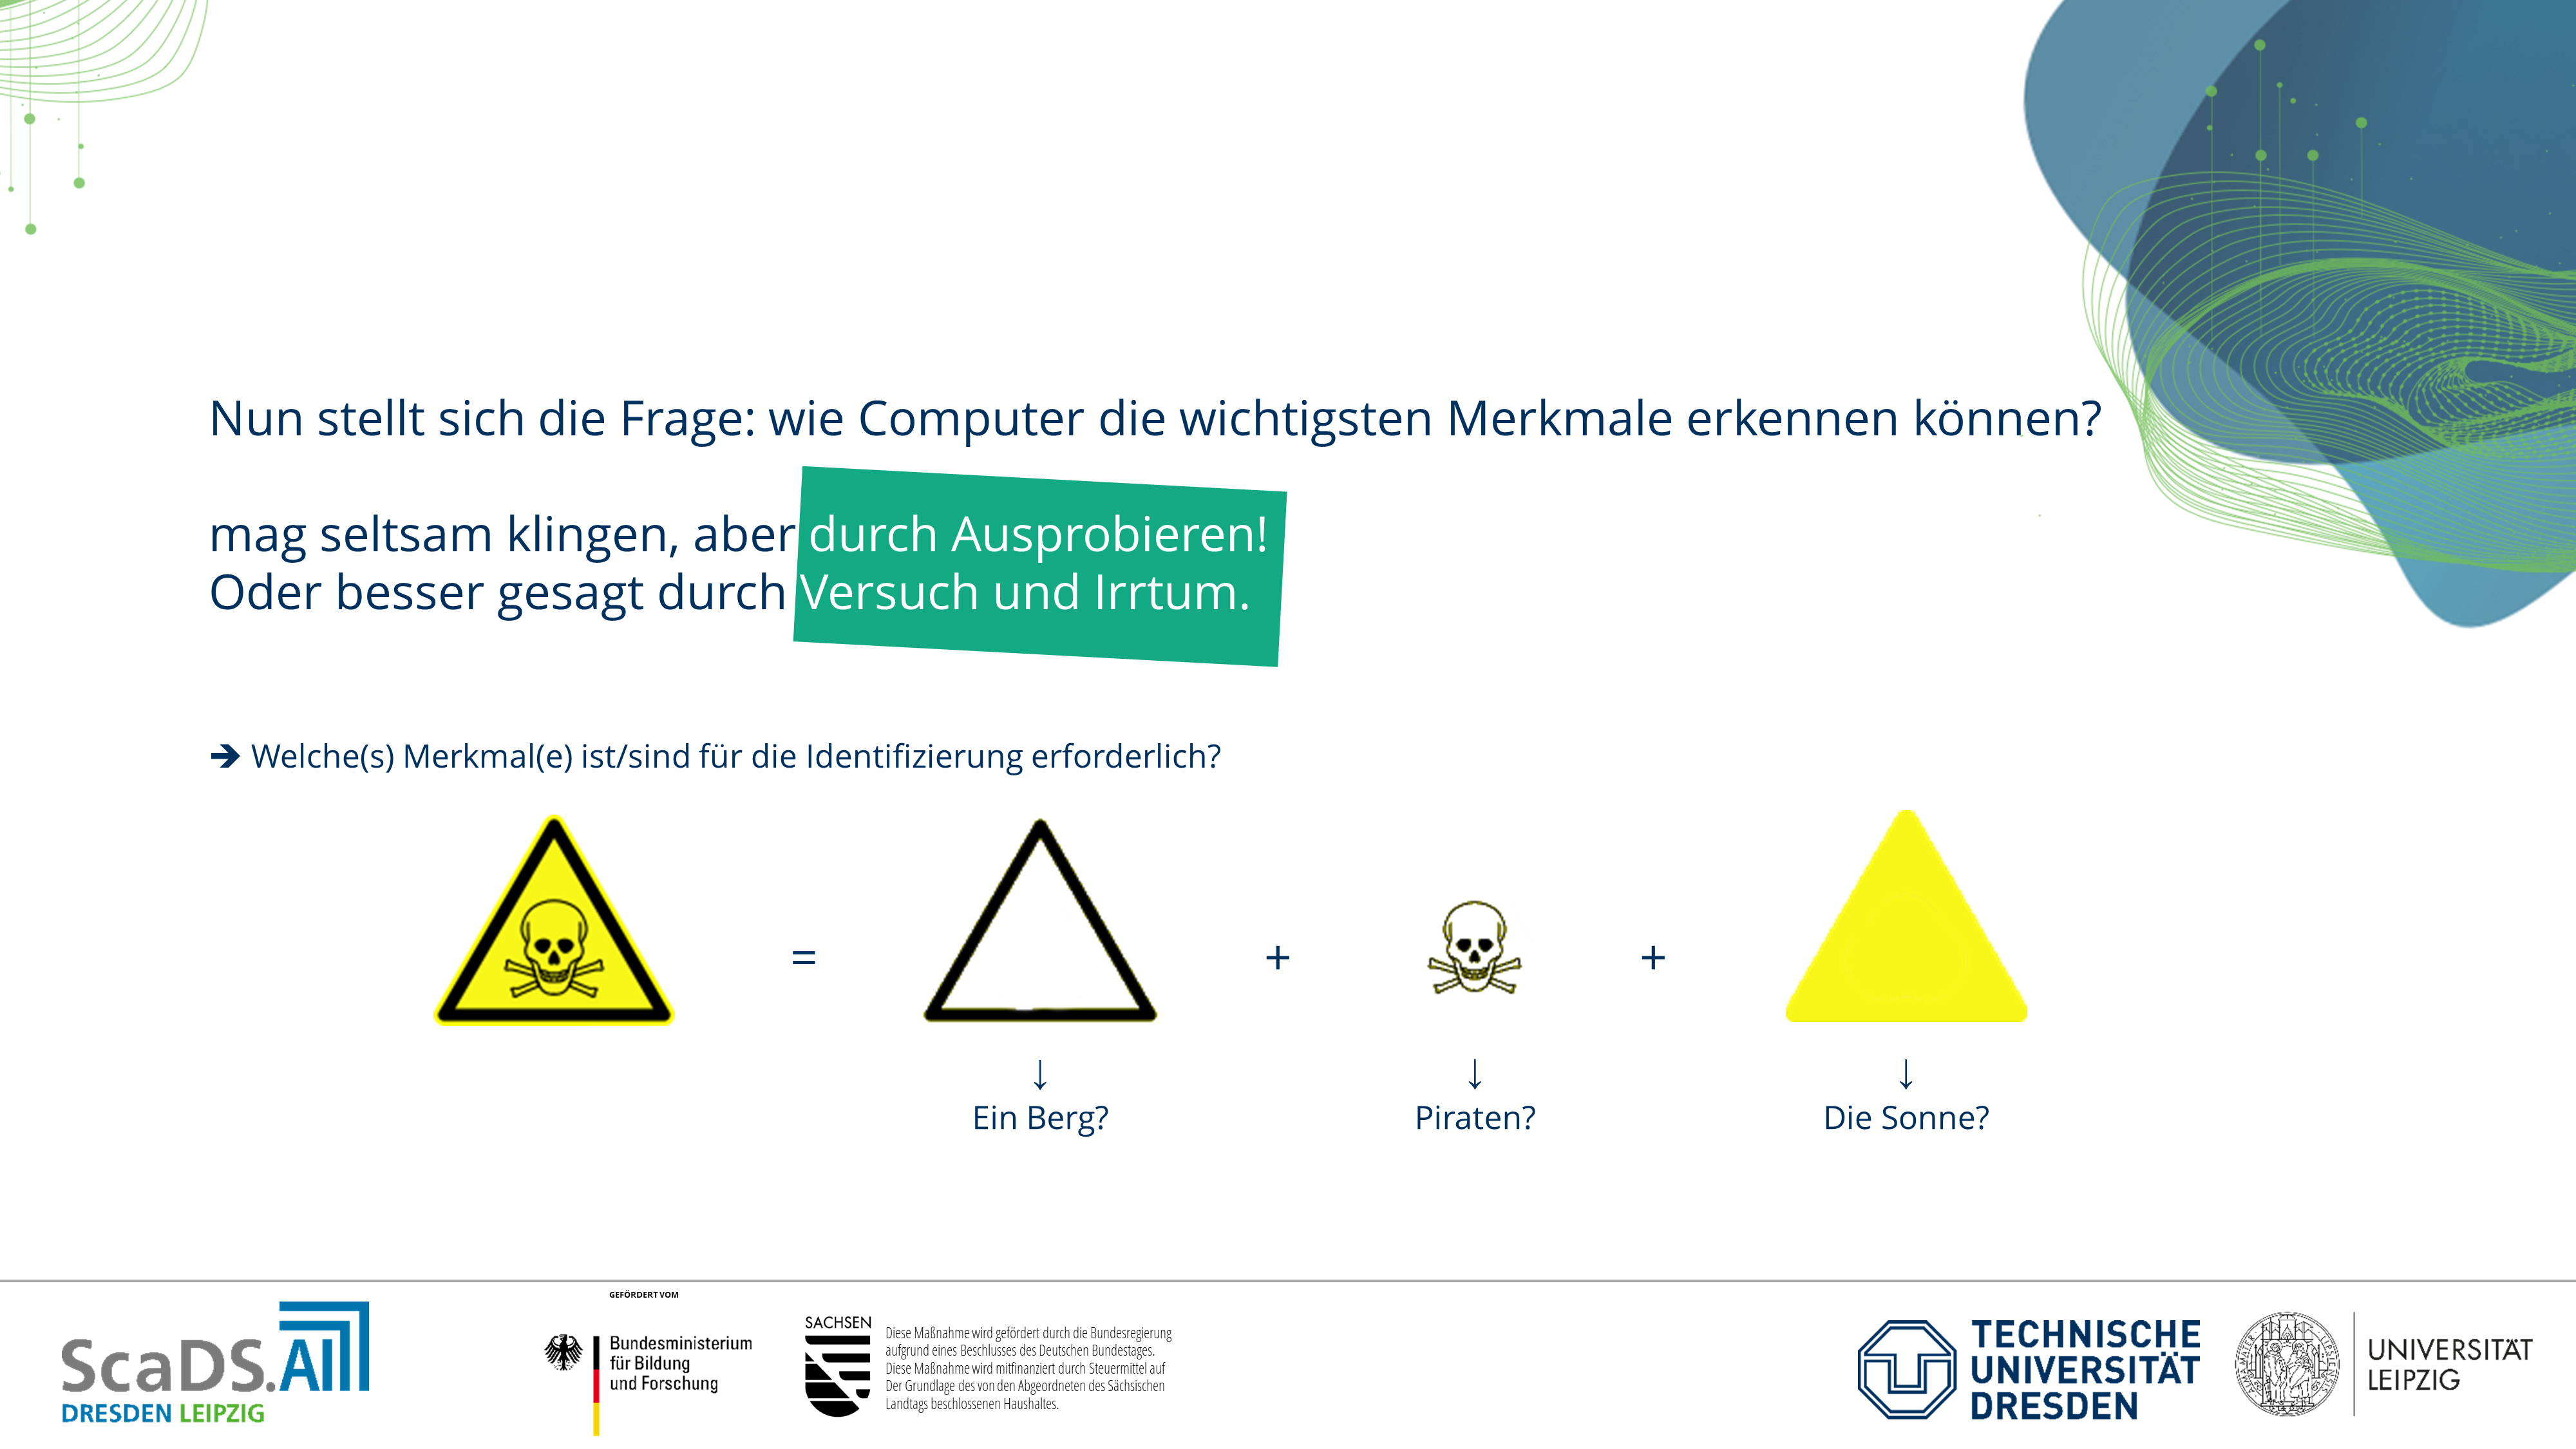 Nun stellt sich die Frage: wie Computer die wichtigsten Merkmale erkennen können?
mag seltsam klingen, aber durch Ausprobieren!
Oder besser gesagt durch Versuch und Irrtum.
➔ Welche(s) Merkmal(e) ist/sind für die Identifizierung erforderlich?
= + +
↓ ↓ ↓
Ein Berg? Piraten? Die Sonne?
ScaDS.AI
DRESDEN LEIPZIG
GEFÖRDERT VOM
Bundesministerium
für Bildung
und Forschung
SACHSEN
Diese Maßnahme wird gefördert durch die Bundesregierung
aufgrund eines Beschlusses des Deutschen Bundestages.
Diese Maßnahme wird mitfinanziert durch Steuermittel auf
Der Grundlage des von den Abgeordneten des Sächsischen
Landtags beschlossenen Haushaltes.
TECHNISCHE
UNIVERSITÄT
DRESDEN
UNIVERSITÄT
LEIPZIG